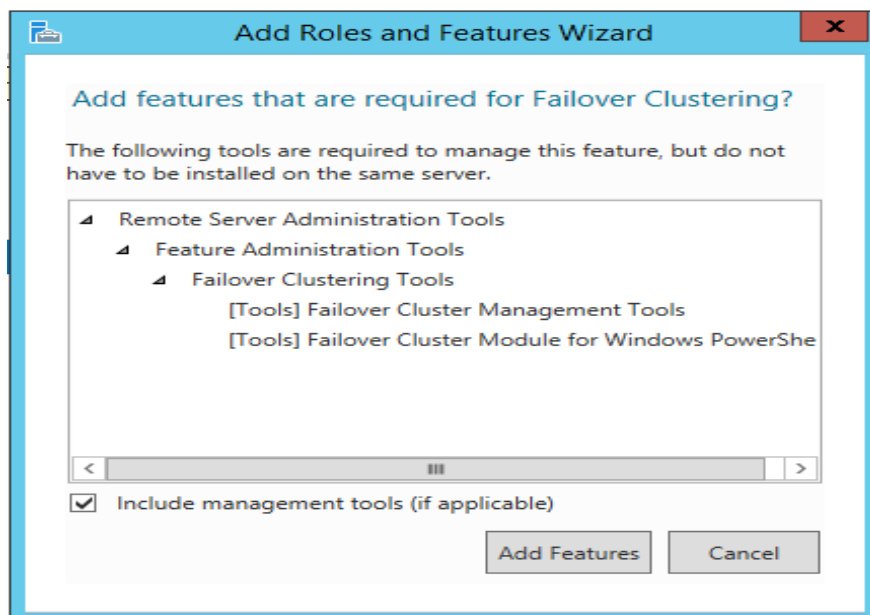 Add Roles and Features Wizard
Add features that are required for Failover Clustering?
The following tools are required to manage this feature, but do not
have to be installed on the same server.
Remote Server Administration Tools
Feature Administration Tools
Failover Clustering Tools
[Tools] Failover Cluster Management Tools
[Tools] Failover Cluster Module for Windows PowerShe
Include management tools (if applicable)
Add Features
Cancel